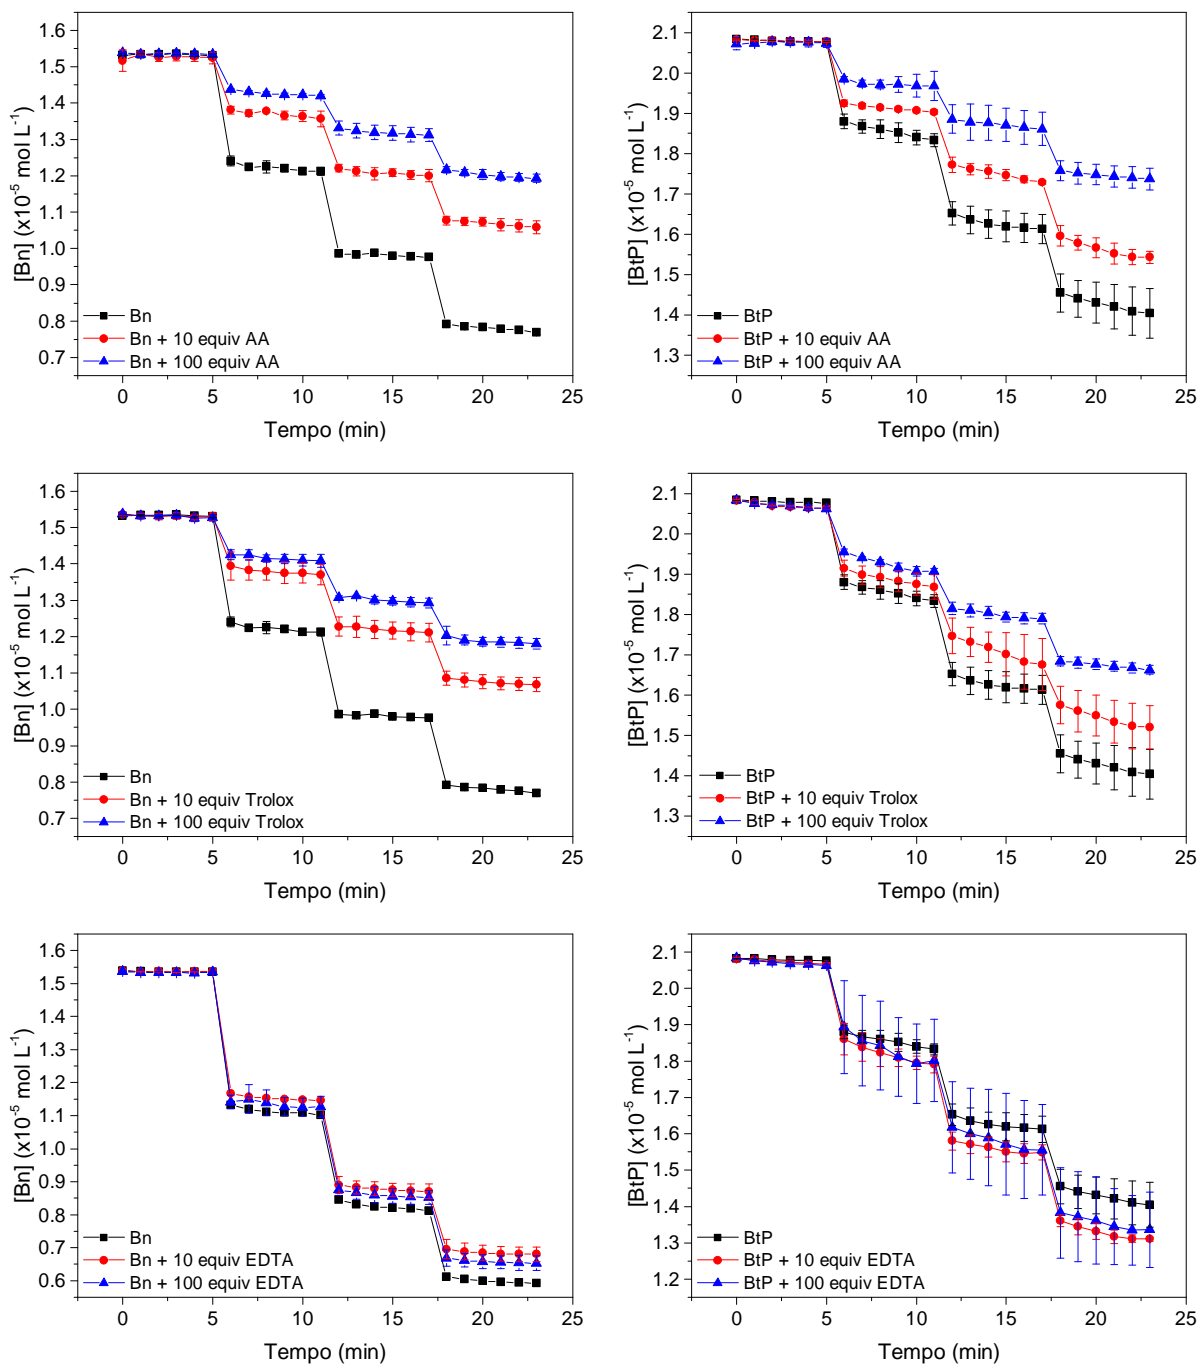 1.6
1.5
1.4
1.3
1.2
1.1
1.0
0.9
0.8
0.7
[Bn] (x10⁻⁵ mol L⁻¹)
Bn
Bn + 10 equiv AA
Bn + 100 equiv AA
0 5 10 15 20 25
Tempo (min)
2.1
2.0
1.9
1.8
1.7
1.6
1.5
1.4
1.3
[BtP] (x10⁻⁵ mol L⁻¹)
BtP
BtP + 10 equiv AA
BtP + 100 equiv AA
0 5 10 15 20 25
Tempo (min)
1.6
1.5
1.4
1.3
1.2
1.1
1.0
0.9
0.8
0.7
[Bn] (x10⁻⁵ mol L⁻¹)
Bn
Bn + 10 equiv Trolox
Bn + 100 equiv Trolox
0 5 10 15 20 25
Tempo (min)
2.1
2.0
1.9
1.8
1.7
1.6
1.5
1.4
1.3
[BtP] (x10⁻⁵ mol L⁻¹)
BtP
BtP + 10 equiv Trolox
BtP + 100 equiv Trolox
0 5 10 15 20 25
Tempo (min)
1.6
1.5
1.4
1.3
1.2
1.1
1.0
0.9
0.8
0.7
0.6
[Bn] (x10⁻⁵ mol L⁻¹)
Bn
Bn + 10 equiv EDTA
Bn + 100 equiv EDTA
0 5 10 15 20 25
Tempo (min)
2.1
2.0
1.9
1.8
1.7
1.6
1.5
1.4
1.3
1.2
[BtP] (x10⁻⁵ mol L⁻¹)
BtP
BtP + 10 equiv EDTA
BtP + 100 equiv EDTA
0 5 10 15 20 25
Tempo (min)